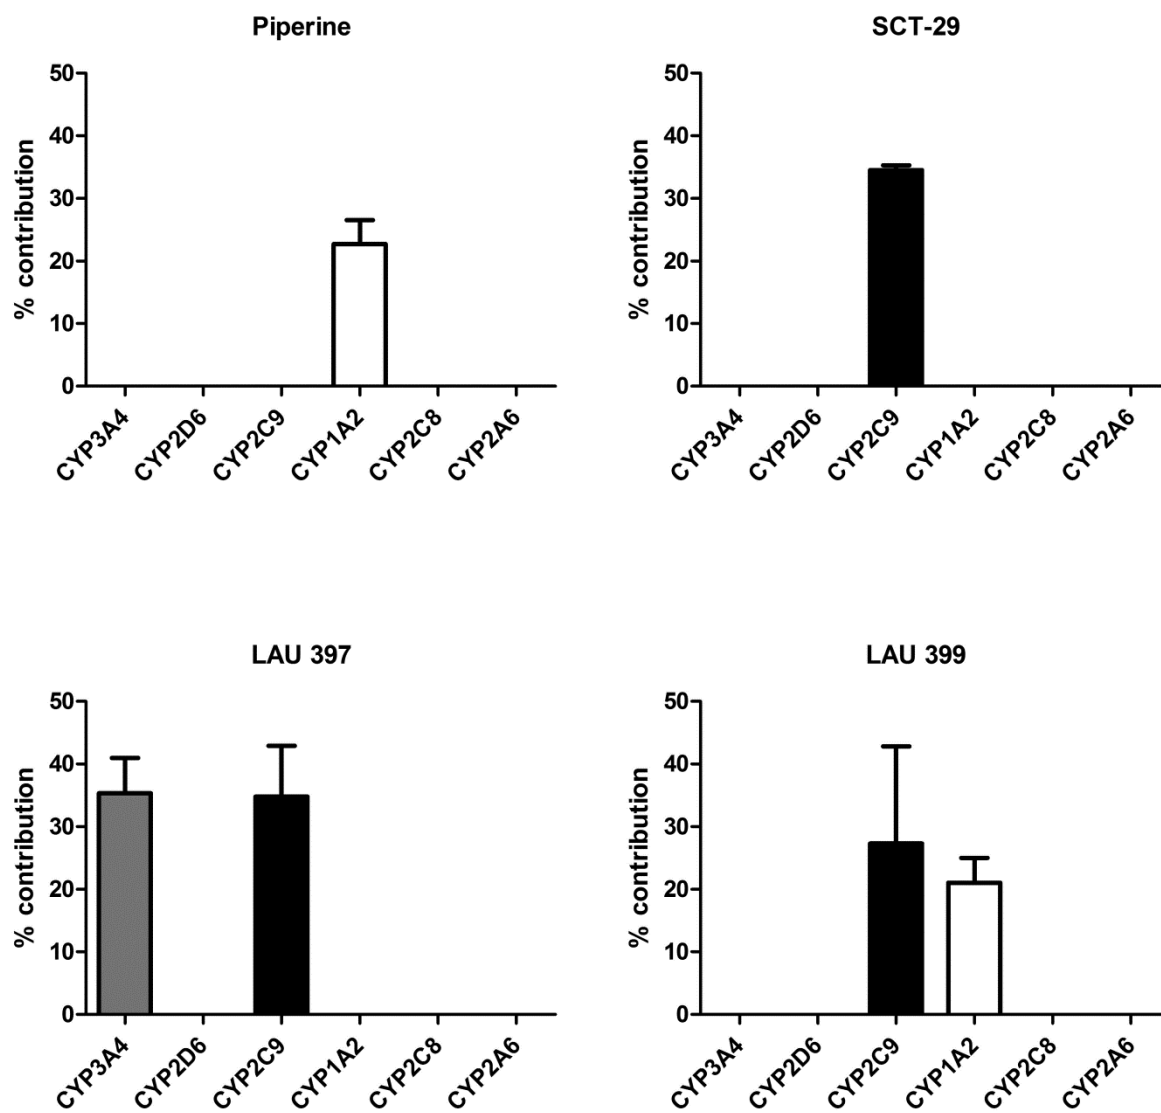 Piperine
% contribution
50
40
30
20
10
0
CYP3A4
CYP2D6
CYP2C9
CYP1A2
CYP2C8
CYP2A6
SCT-29
% contribution
50
40
30
20
10
0
CYP3A4
CYP2D6
CYP2C9
CYP1A2
CYP2C8
CYP2A6
LAU 397
% contribution
50
40
30
20
10
0
CYP3A4
CYP2D6
CYP2C9
CYP1A2
CYP2C8
CYP2A6
LAU 399
% contribution
50
40
30
20
10
0
CYP3A4
CYP2D6
CYP2C9
CYP1A2
CYP2C8
CYP2A6